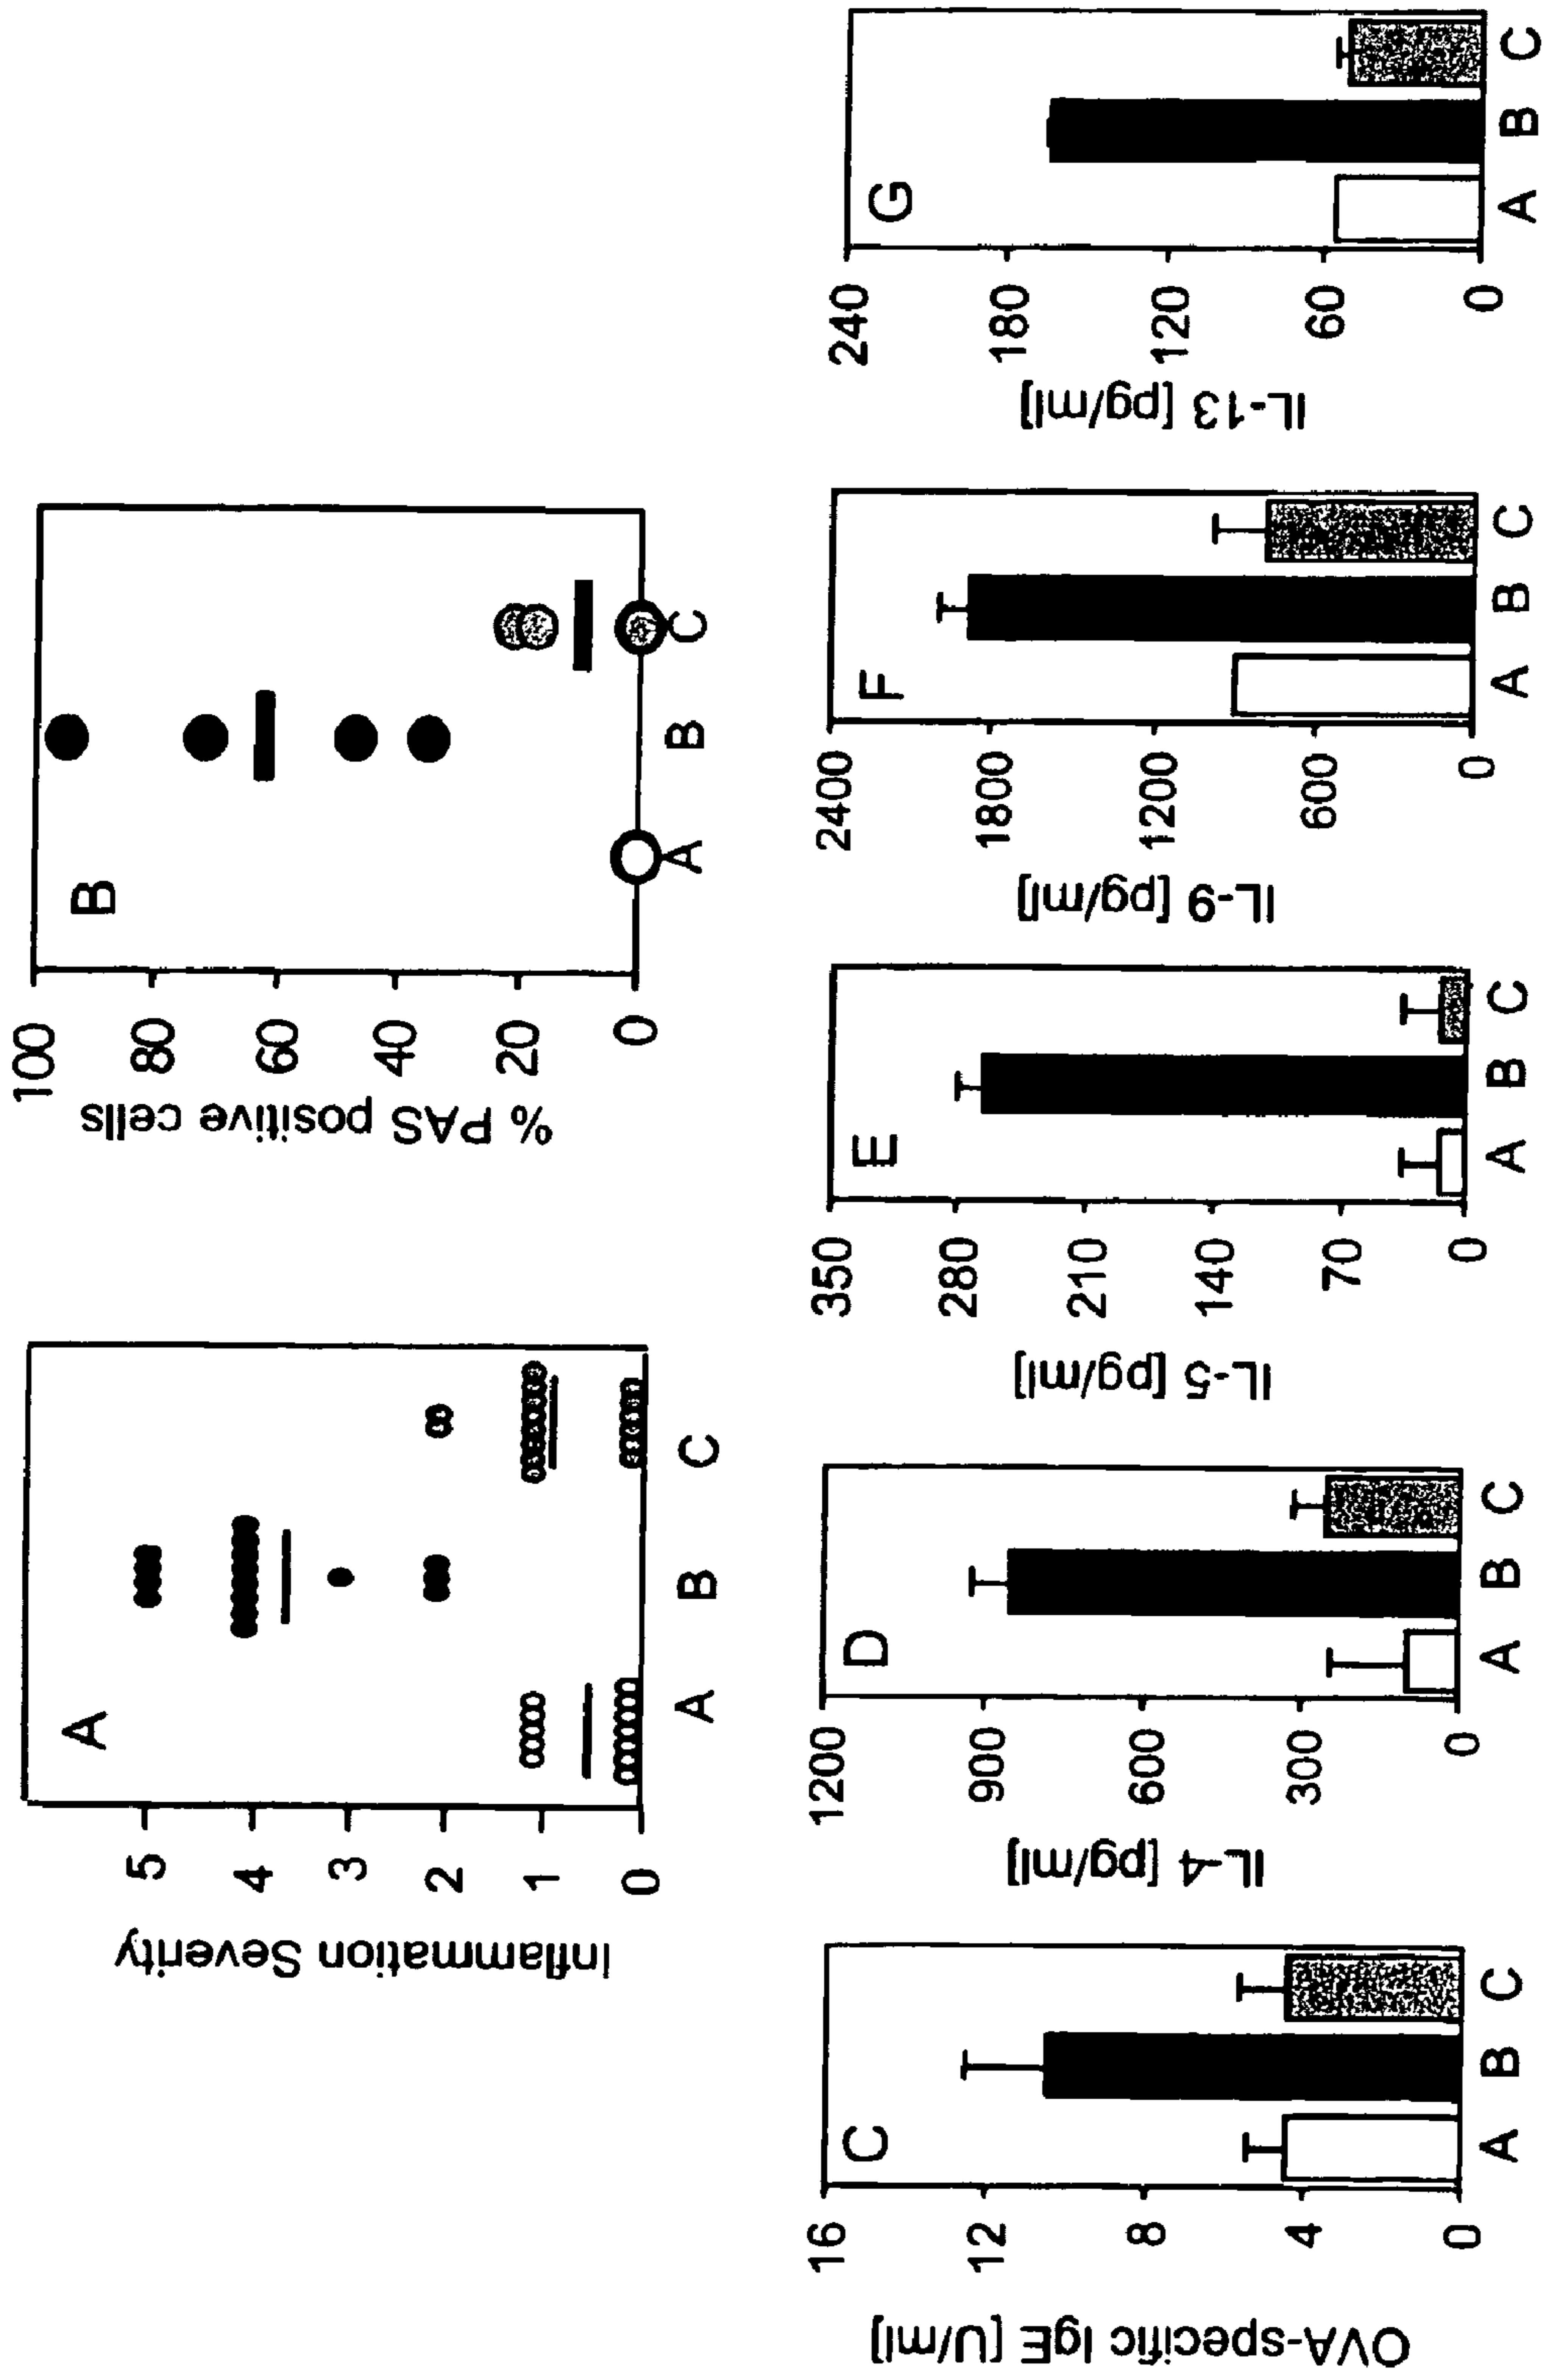 A
Inflammation Severity
5
4
3
2
1
0
A B C
B
% PAS positive cells
100
80
60
40
20
0
A B C
C
OVA-specific IgE [U/ml]
16
12
8
4
0
A B C
D
IL-4 [pg/ml]
1200
900
600
300
0
A B C
E
IL-5 [pg/ml]
350
280
210
140
70
0
A B C
F
IL-9 [pg/ml]
2400
1800
1200
600
0
A B C
G
IL-13 [pg/ml]
240
180
120
60
0
A B C